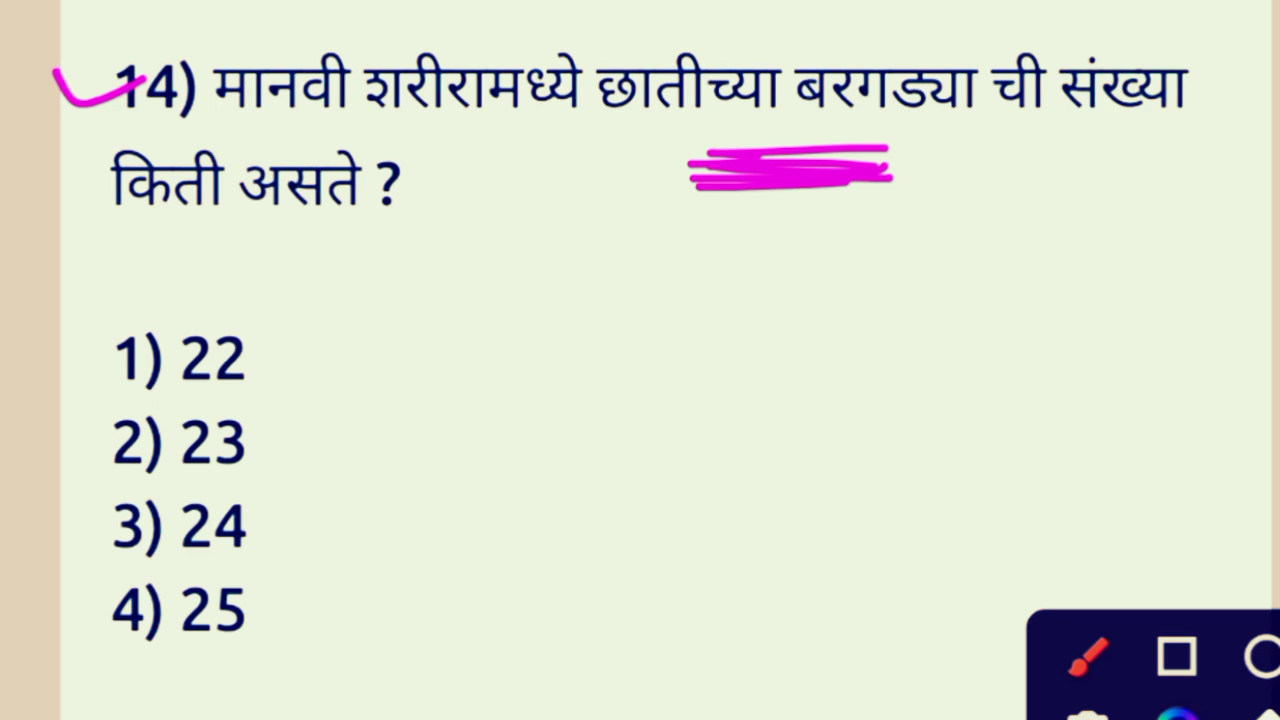 14) मानवी शरीरामध्ये छातीच्या बरगड्या ची संख्या
किती असते ?
1) 22
2) 23
3) 24
4) 25